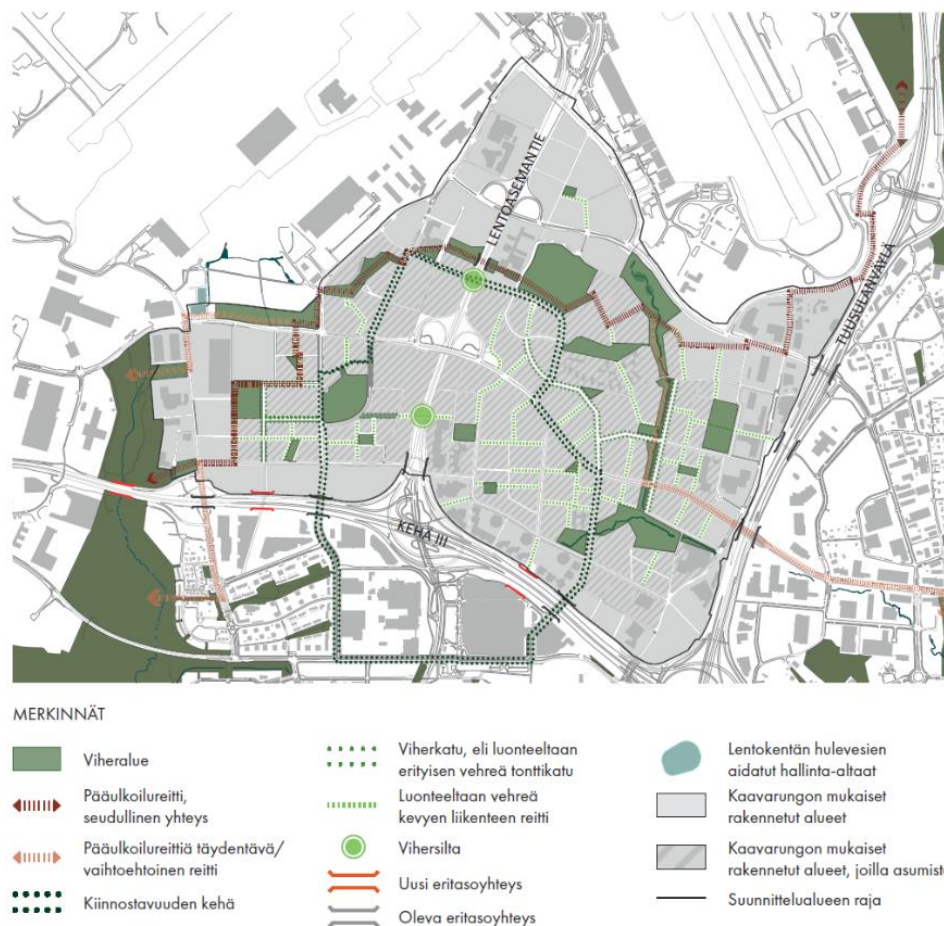 LENTOASEMANTIE
TUUSULANVÄYLÄ
KEHÄ III
MERKINNÄT
Viheralue
Pääulkoilureitti,
seudullinen yhteys
Pääulkoilureittiä täydentävä/
vaihtoehtoinen reitti
Kiinnostavuuden kehä
Viherkatu, eli luonteeltaan
erityisen vehreä tonttikatu
Luonteeltaan vehreä
kevyen liikenteen reitti
Vihersilta
Uusi eritasoyhteys
Oleva eritasoyhteys
Lentokentän hulevesien
aidatut hallinta-altaat
Kaavarungon mukaiset
rakennetut alueet
Kaavarungon mukaiset
rakennetut alueet, joilla asumist
Suunnittelualueen raja